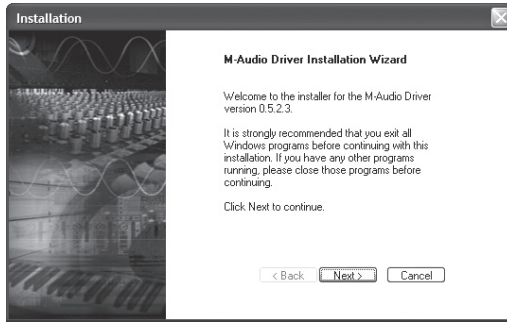 Installation
M-Audio Driver Installation Wizard
Welcome to the installer for the M-Audio Driver
version 0.5.2.3.
It is strongly recommended that you exit all
Windows programs before continuing with this
installation. If you have any other programs
running, please close those programs before
continuing.
Click Next to continue.
< Back Next > Cancel